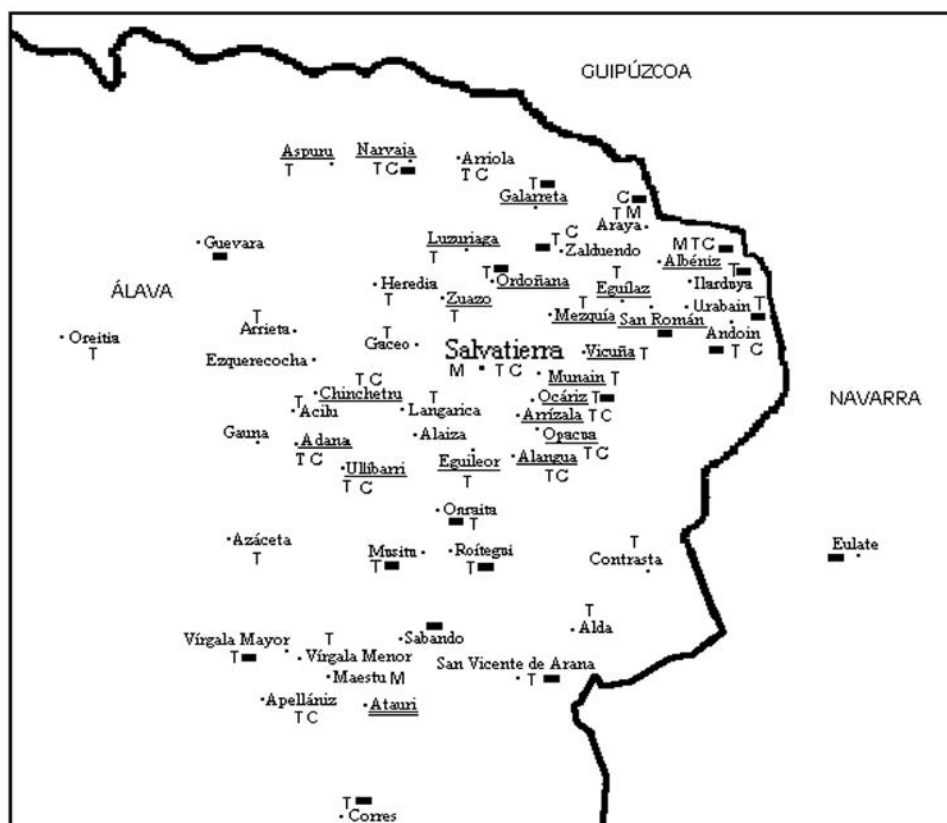 GUIPÚZCOA
Aspuru
T
Narvaja
T C
Arriola
T C
T
Galarreta
C
T M
Araya
Guevara
Luzuriaga
T
T C
Zalduendo
M T C
Albéniz
ÁLAVA
Heredia
T
T
Ordoñana
T
Eguílaz
T
Ilarduya
Zuazo
T
T
Mezquía
San Román
Urabain T
Oreitia
T
T
Arrieta
T
Gaceo
Andoin
T C
Ezquerecocha
Salvatierra
M T C
Vicuña T
Munain T
T C
Chinchetru
T
Acilu
T
Langarica
Ocáriz T
Arrízala T C
NAVARRA
Gauna
Adana
T C
Alaiza
Opacua
T C
Ullibarri
T C
Eguileor
T
Alangua
T C
Onraita
T
Azáceta
T
Musitu
T
Roítegui
T
T
Contrasta
Eulate
T
Alda
Vírgala Mayor
T
T
Vírgala Menor
Sabando
San Vicente de Arana
T
Maestu M
Apellániz
T C
Atauri
T
Corres